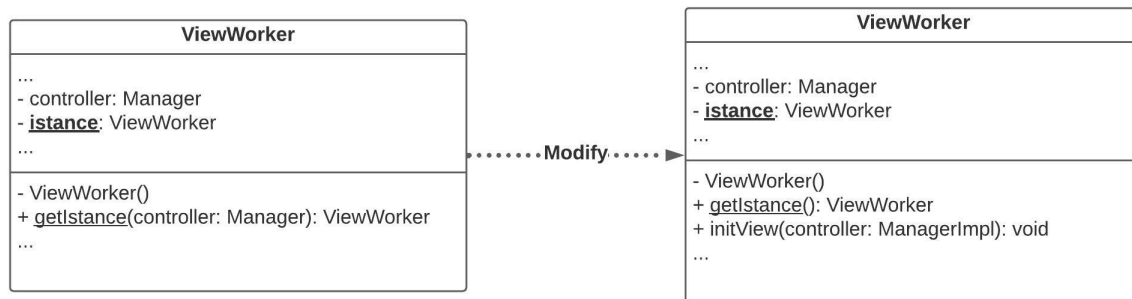 ViewWorker
...
- controller: Manager
- istance: ViewWorker
...
- ViewWorker()
+ getIstance(controller: Manager): ViewWorker
...
Modify
ViewWorker
...
- controller: Manager
- istance: ViewWorker
...
- ViewWorker()
+ getIstance(): ViewWorker
+ initView(controller: ManagerImpl): void
...